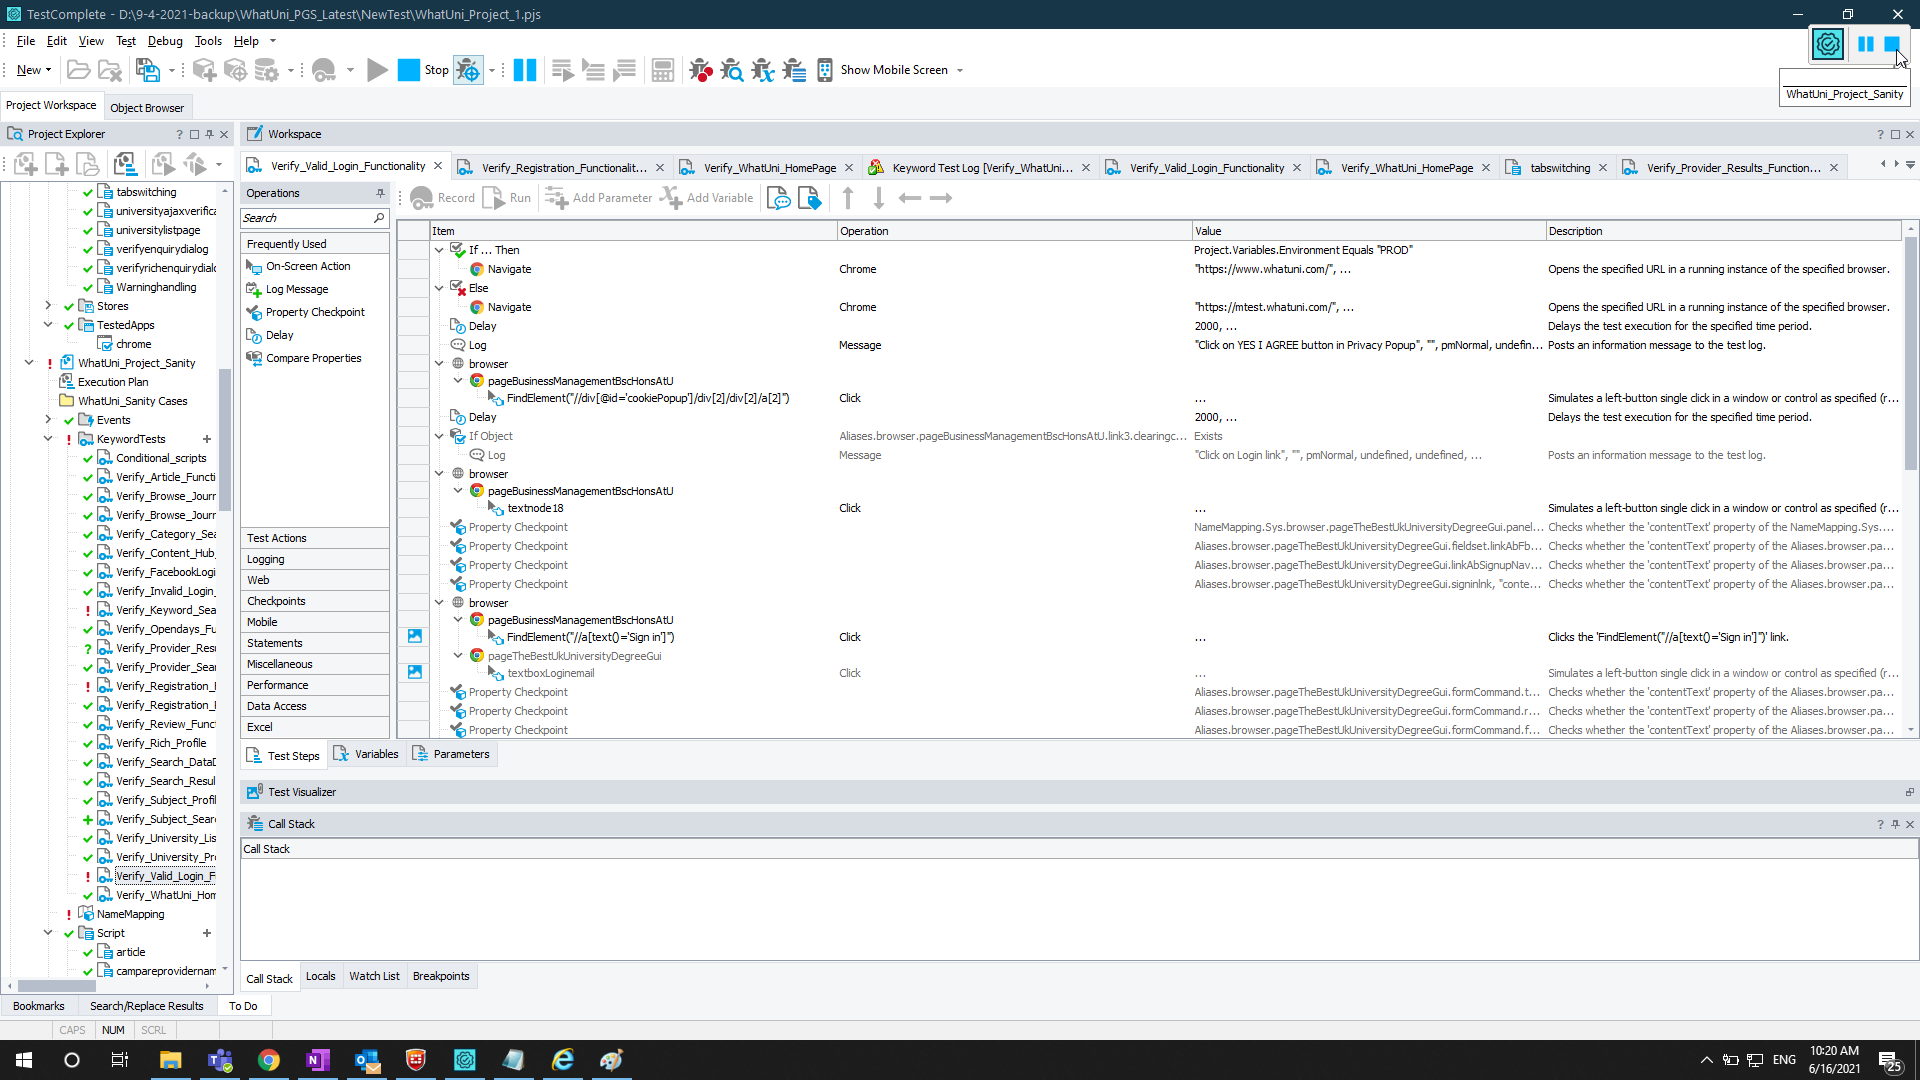 TestComplete - D:\9-4-2021-backup\WhatUni_PGS_Latest\NewTest\WhatUni_Project_1.pjs
File Edit View Test Debug Tools Help
New Stop Show Mobile Screen
WhatUni_Project_Sanity
Project Workspace Object Browser
Project Explorer
Workspace
Verify_Valid_Login_Functionality
Verify_Registration_Functionalit...
Verify_WhatUni_HomePage
Keyword Test Log [Verify_WhatUni...
Verify_Valid_Login_Functionality
Verify_WhatUni_HomePage
tabswitching
Verify_Provider_Results_Function...
tabswitching
universityajaxverifica
universitylistpage
verifyenquirydialog
verifyrichenquirydialo
Warninghandling
Stores
TestedApps
chrome
WhatUni_Project_Sanity
Execution Plan
WhatUni_Sanity Cases
Events
KeywordTests
Conditional_scripts
Verify_Article_Functi
Verify_Browse_Journ
Verify_Browse_Journ
Verify_Category_Sea
Verify_Content_Hub_
Verify_FacebookLogi
Verify_Invalid_Login_
Verify_Keyword_Sea
Verify_Opendays_Fu
Verify_Provider_Resu
Verify_Provider_Sear
Verify_Registration_F
Verify_Registration_F
Verify_Review_Funct
Verify_Rich_Profile
Verify_Search_DataD
Verify_Search_Resul
Verify_Subject_Profil
Verify_Subject_Sear
Verify_University_Lis
Verify_University_Pro
Verify_Valid_Login_F
Verify_WhatUni_Hom
NameMapping
Script
article
campareprovidernam
Operations
Search
Frequently Used
On-Screen Action
Log Message
Property Checkpoint
Delay
Compare Properties
Test Actions
Logging
Web
Checkpoints
Mobile
Statements
Miscellaneous
Performance
Data Access
Excel
Record Run Add Parameter Add Variable
Item Operation Value Description
If ... Then Project.Variables.Environment Equals "PROD"
Navigate Chrome "https://www.whatuni.com/", ... Opens the specified URL in a running instance of the specified browser.
Else
Navigate Chrome "https://mtest.whatuni.com/", ... Opens the specified URL in a running instance of the specified browser.
Delay 2000, ... Delays the test execution for the specified time period.
Log Message "Click on YES I AGREE button in Privacy Popup", "", pmNormal, undefin... Posts an information message to the test log.
browser
pageBusinessManagementBscHonsAtU
FindElement("//div[@id='cookiePopup']/div[2]/div[2]/a[2]") Click ... Simulates a left-button single click in a window or control as specified (r...
Delay 2000, ... Delays the test execution for the specified time period.
If Object Aliases.browser.pageBusinessManagementBscHonsAtU.link3.clearingc... Exists
Log Message "Click on Login link", "", pmNormal, undefined, undefined, ... Posts an information message to the test log.
browser
pageBusinessManagementBscHonsAtU
textnode18 Click ... Simulates a left-button single click in a window or control as specified (r...
Property Checkpoint NameMapping.Sys.browser.pageTheBestUkUniversityDegreeGui.panel... Checks whether the 'contentText' property of the NameMapping.Sys....
Property Checkpoint Aliases.browser.pageTheBestUkUniversityDegreeGui.fieldset.linkAbFb... Checks whether the 'contentText' property of the Aliases.browser.pa...
Property Checkpoint Aliases.browser.pageTheBestUkUniversityDegreeGui.linkAbSignupNav... Checks whether the 'contentText' property of the Aliases.browser.pa...
Property Checkpoint Aliases.browser.pageTheBestUkUniversityDegreeGui.signinlnk, "conte... Checks whether the 'contentText' property of the Aliases.browser.pa...
browser
pageBusinessManagementBscHonsAtU
FindElement("//a[text()='Sign in']") Click ... Clicks the 'FindElement("//a[text()='Sign in']")' link.
pageTheBestUkUniversityDegreeGui
textboxLoginemail Click ... Simulates a left-button single click in a window or control as specified (r...
Property Checkpoint Aliases.browser.pageTheBestUkUniversityDegreeGui.formCommand.t... Checks whether the 'contentText' property of the Aliases.browser.pa...
Property Checkpoint Aliases.browser.pageTheBestUkUniversityDegreeGui.formCommand.r... Checks whether the 'contentText' property of the Aliases.browser.pa...
Property Checkpoint Aliases.browser.pageTheBestUkUniversityDegreeGui.formCommand.f... Checks whether the 'contentText' property of the Aliases.browser.pa...
Test Steps Variables Parameters
Test Visualizer
Call Stack
Call Stack
Call Stack Locals Watch List Breakpoints
Bookmarks Search/Replace Results To Do
CAPS NUM SCRL
ENG
10:20 AM
6/16/2021
25